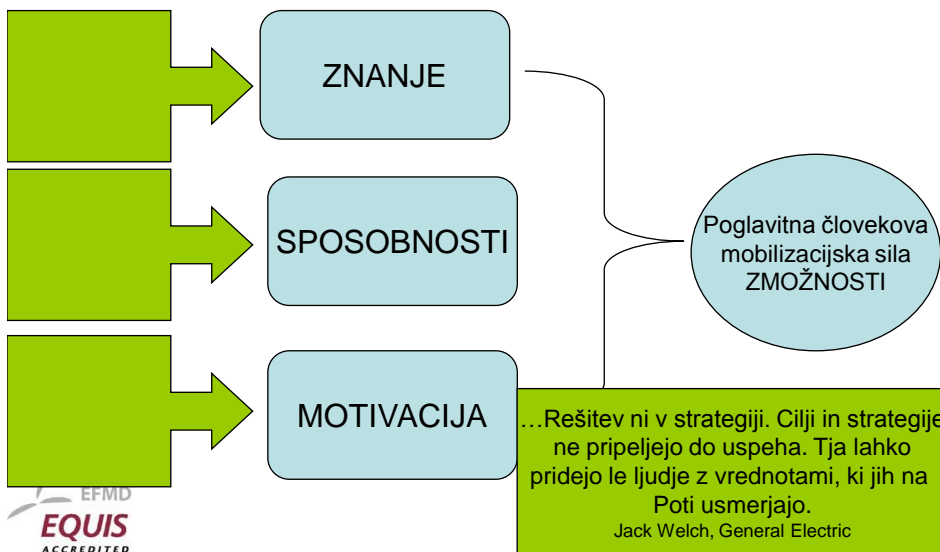 ZNANJE
SPOSOBNOSTI
MOTIVACIJA
Poglavitna človekova
mobilizacijska sila
ZMOŽNOSTI
…Rešitev ni v strategiji. Cilji in strategije
ne pripeljejo do uspeha. Tja lahko
pridejo le ljudje z vrednotami, ki jih na
Poti usmerjajo.
Jack Welch, General Electric
EFMD
EQUIS
ACCREDITED